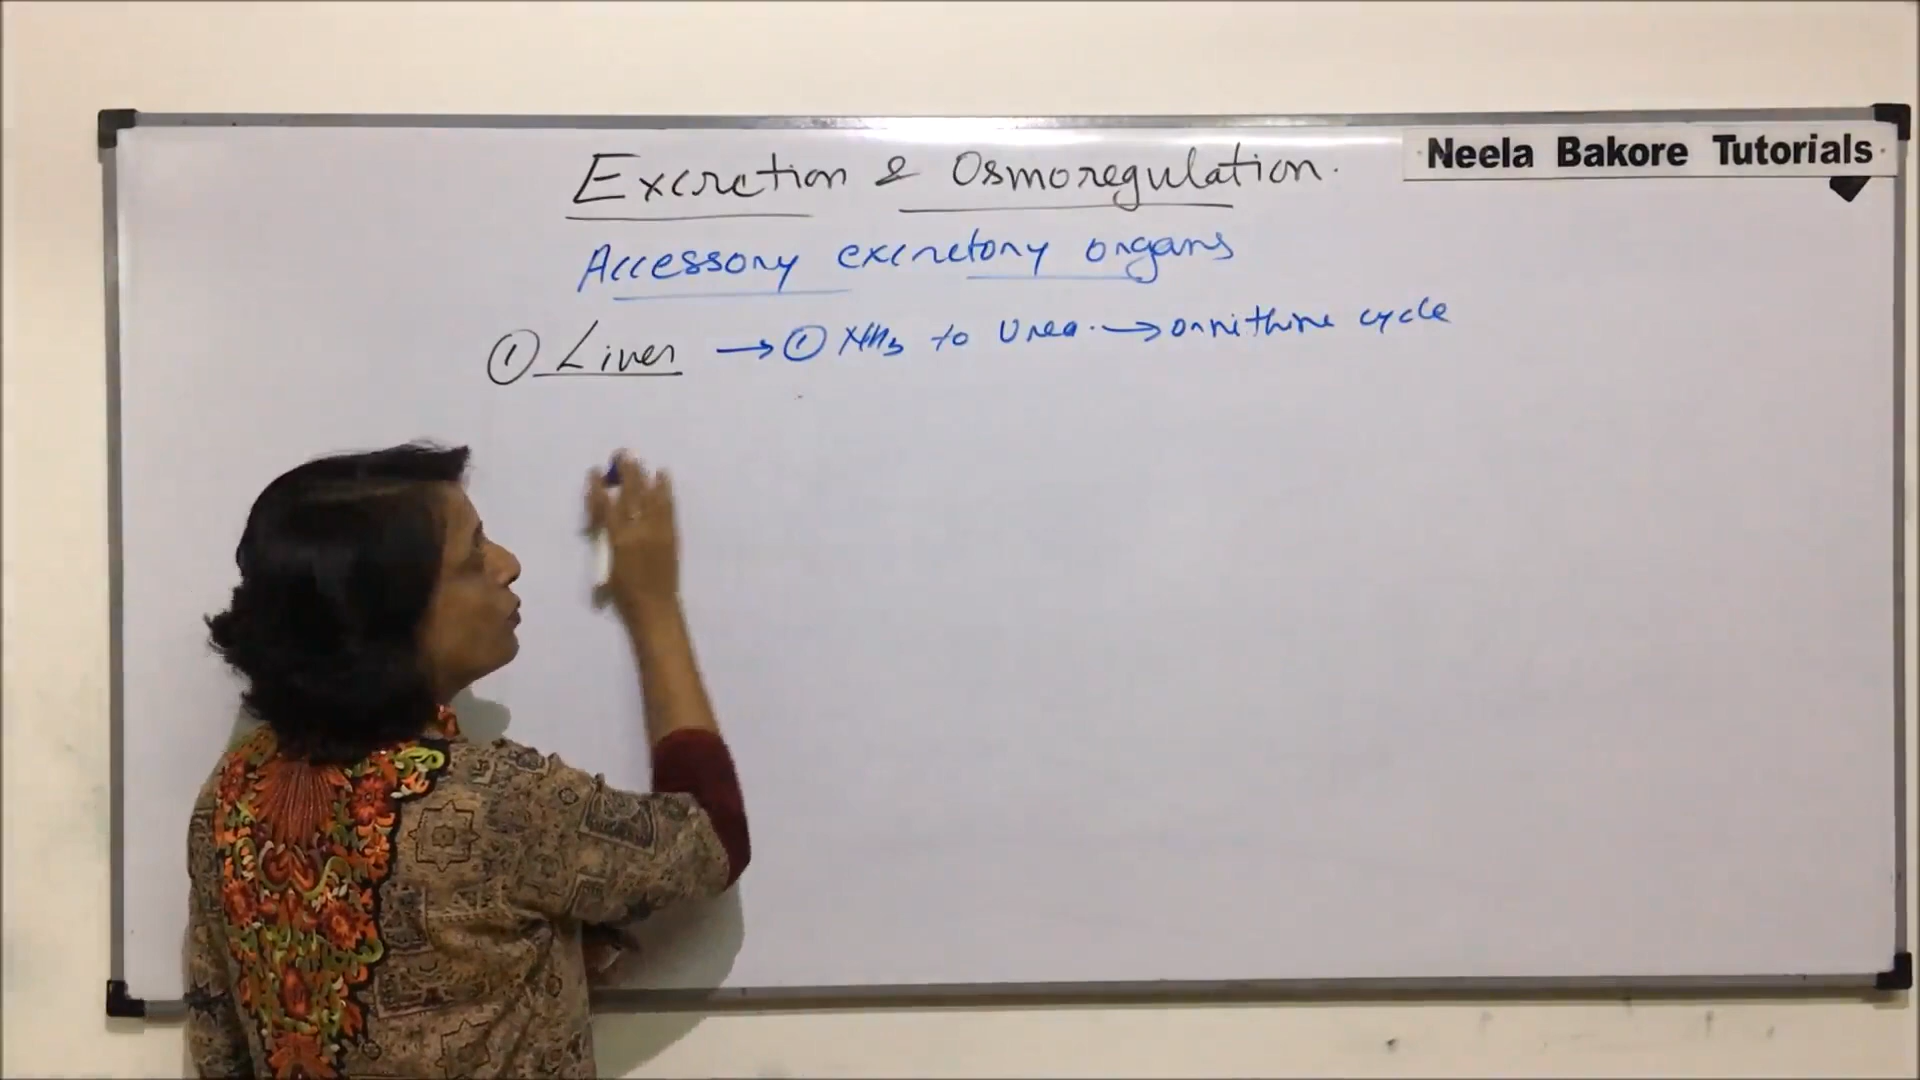 Neela Bakore Tutorials
Excretion & Osmoregulation.
Accessory excretory organs
① Liver → ① NH3 to Urea. → ornithine cycle